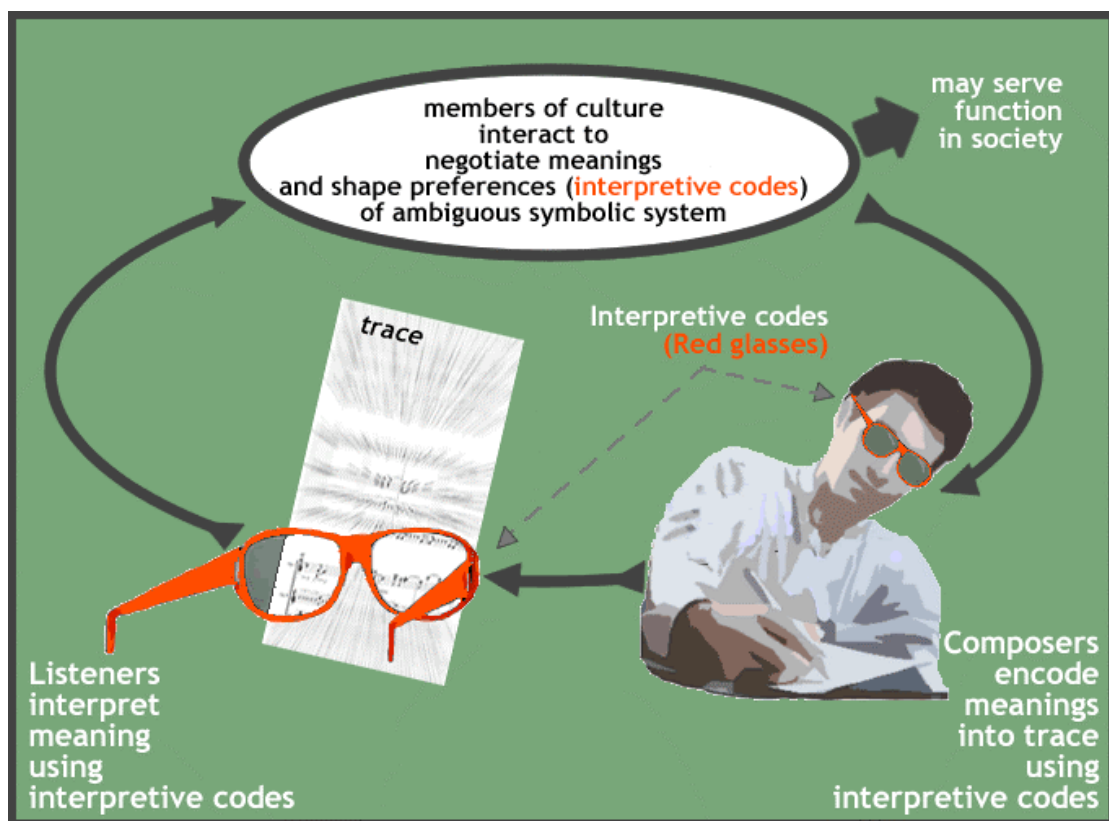 members of culture
interact to
negotiate meanings
and shape preferences (interpretive codes)
of ambiguous symbolic system
may serve
function
in society
trace
Interpretive codes
(Red glasses)
Listeners
interpret
meaning
using
interpretive codes
Composers
encode
meanings
into trace
using
interpretive codes